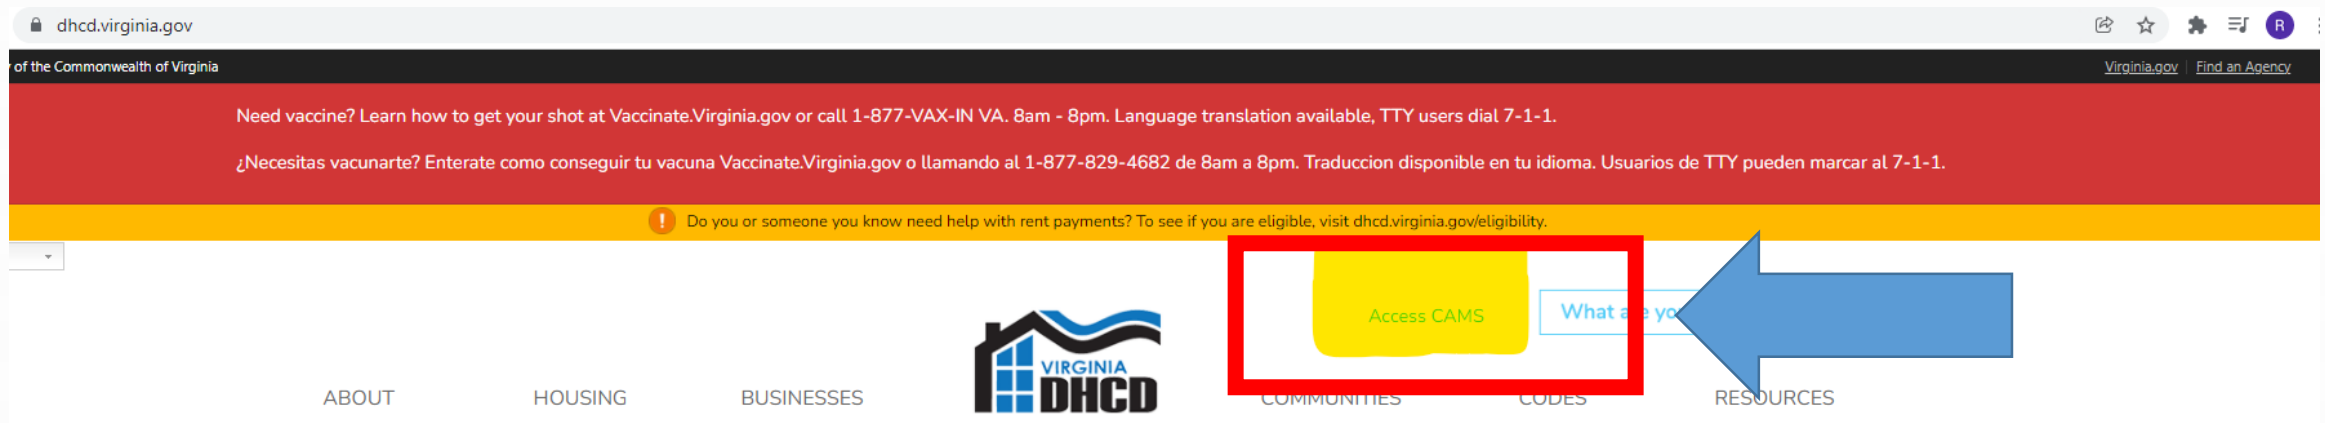 dhcd.virginia.gov
R
of the Commonwealth of Virginia
Virginia.gov | Find an Agency
Need vaccine? Learn how to get your shot at Vaccinate.Virginia.gov or call 1-877-VAX-IN VA. 8am - 8pm. Language translation available, TTY users dial 7-1-1.
¿Necesitas vacunarte? Enterate como conseguir tu vacuna Vaccinate.Virginia.gov o llamando al 1-877-829-4682 de 8am a 8pm. Traduccion disponible en tu idioma. Usuarios de TTY pueden marcar al 7-1-1.
! Do you or someone you know need help with rent payments? To see if you are eligible, visit dhcd.virginia.gov/eligibility.
Access CAMS
What are yo
VIRGINIA
DHCD
ABOUT HOUSING BUSINESSES COMMUNITIES CODES RESOURCES